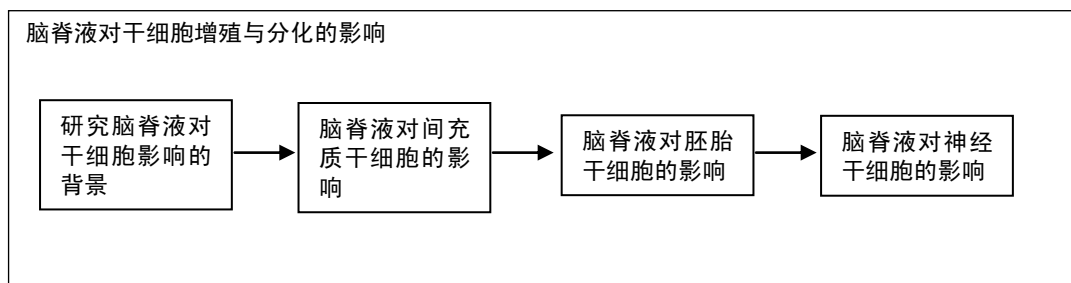 脑脊液对干细胞增殖与分化的影响
研究脑脊液对
干细胞影响的
背景
脑脊液对间充
质干细胞的影
响
脑脊液对胚胎
干细胞的影响
脑脊液对神经
干细胞的影响